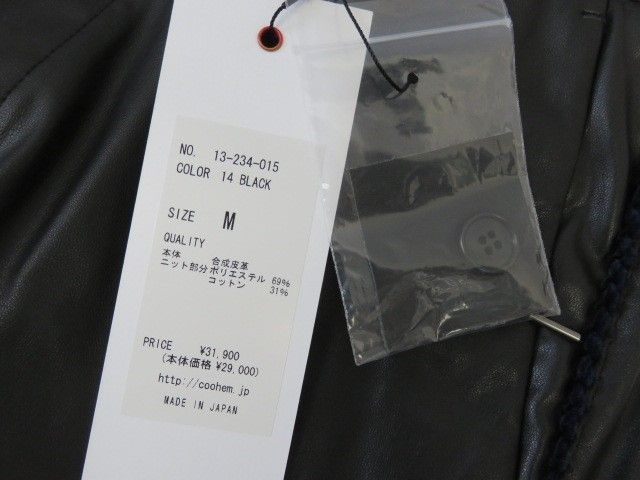 NO. 13-234-015
COLOR 14 BLACK
SIZE M
QUALITY
本体 合成皮革
ニット部分 ポリエステル 69%
コットン 31%
PRICE ¥31,900
(本体価格 ¥29,000)
http://coohem.jp
MADE IN JAPAN